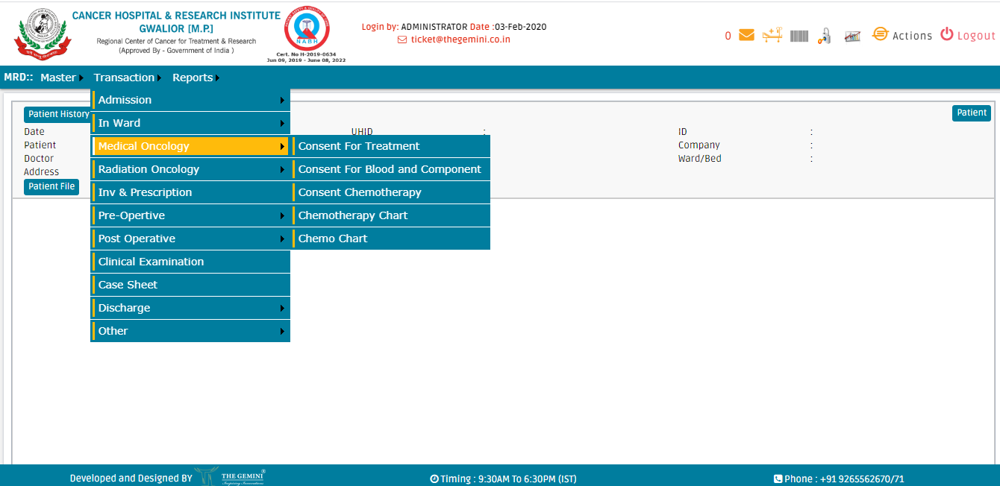 CANCER HOSPITAL & RESEARCH INSTITUTE
GWALIOR [M.P.]
Regional Center of Cancer for Treatment & Research
(Approved By - Government of India )
NABH
Cert. No H-2019-0634
Jun 09, 2019 - June 08, 2022
Login by: ADMINISTRATOR Date :03-Feb-2020
ticket@thegemini.co.in
0
Actions
Logout
MRD:: Master Transaction Reports
Patient History
Patient
Date
UHID :
ID :
Patient
Company :
Doctor
Ward/Bed :
Address
Patient File
Admission
In Ward
Medical Oncology
Radiation Oncology
Inv & Prescription
Pre-Opertive
Post Operative
Clinical Examination
Case Sheet
Discharge
Other
Consent For Treatment
Consent For Blood and Component
Consent Chemotherapy
Chemotherapy Chart
Chemo Chart
Developed and Designed BY
THE GEMINI
Inspiring Innovations
Timing : 9:30AM To 6:30PM (IST)
Phone : +91 9265562670/71